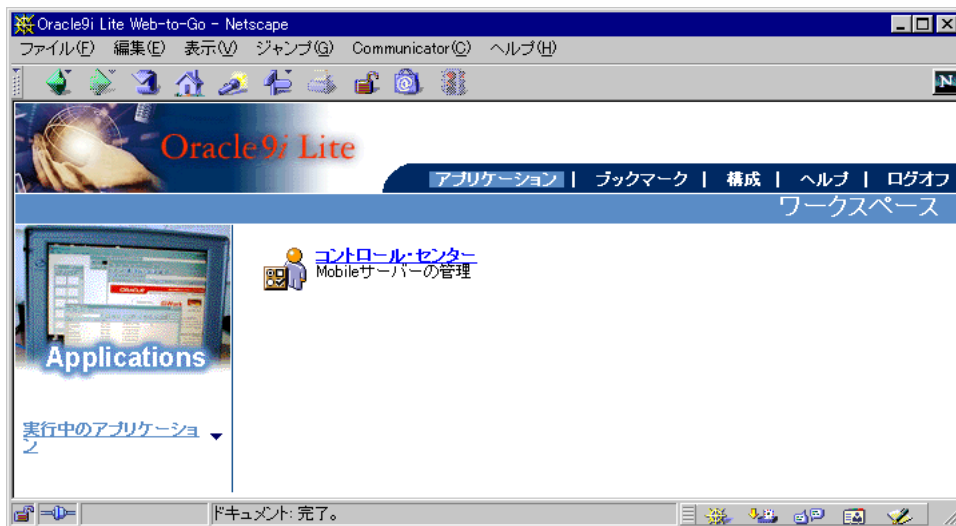 Oracle9i Lite Web-to-Go - Netscape
ファイル(F) 編集(E) 表示(V) ジャンプ(G) Communicator(C) ヘルプ(H)
N
Oracle9i Lite
アプリケーション | ブックマーク | 構成 | ヘルプ | ログオフ
ワークスペース
コントロール・センター
Mobileサーバーの管理
Applications
実行中のアプリケーショ
ン
ドキュメント: 完了。